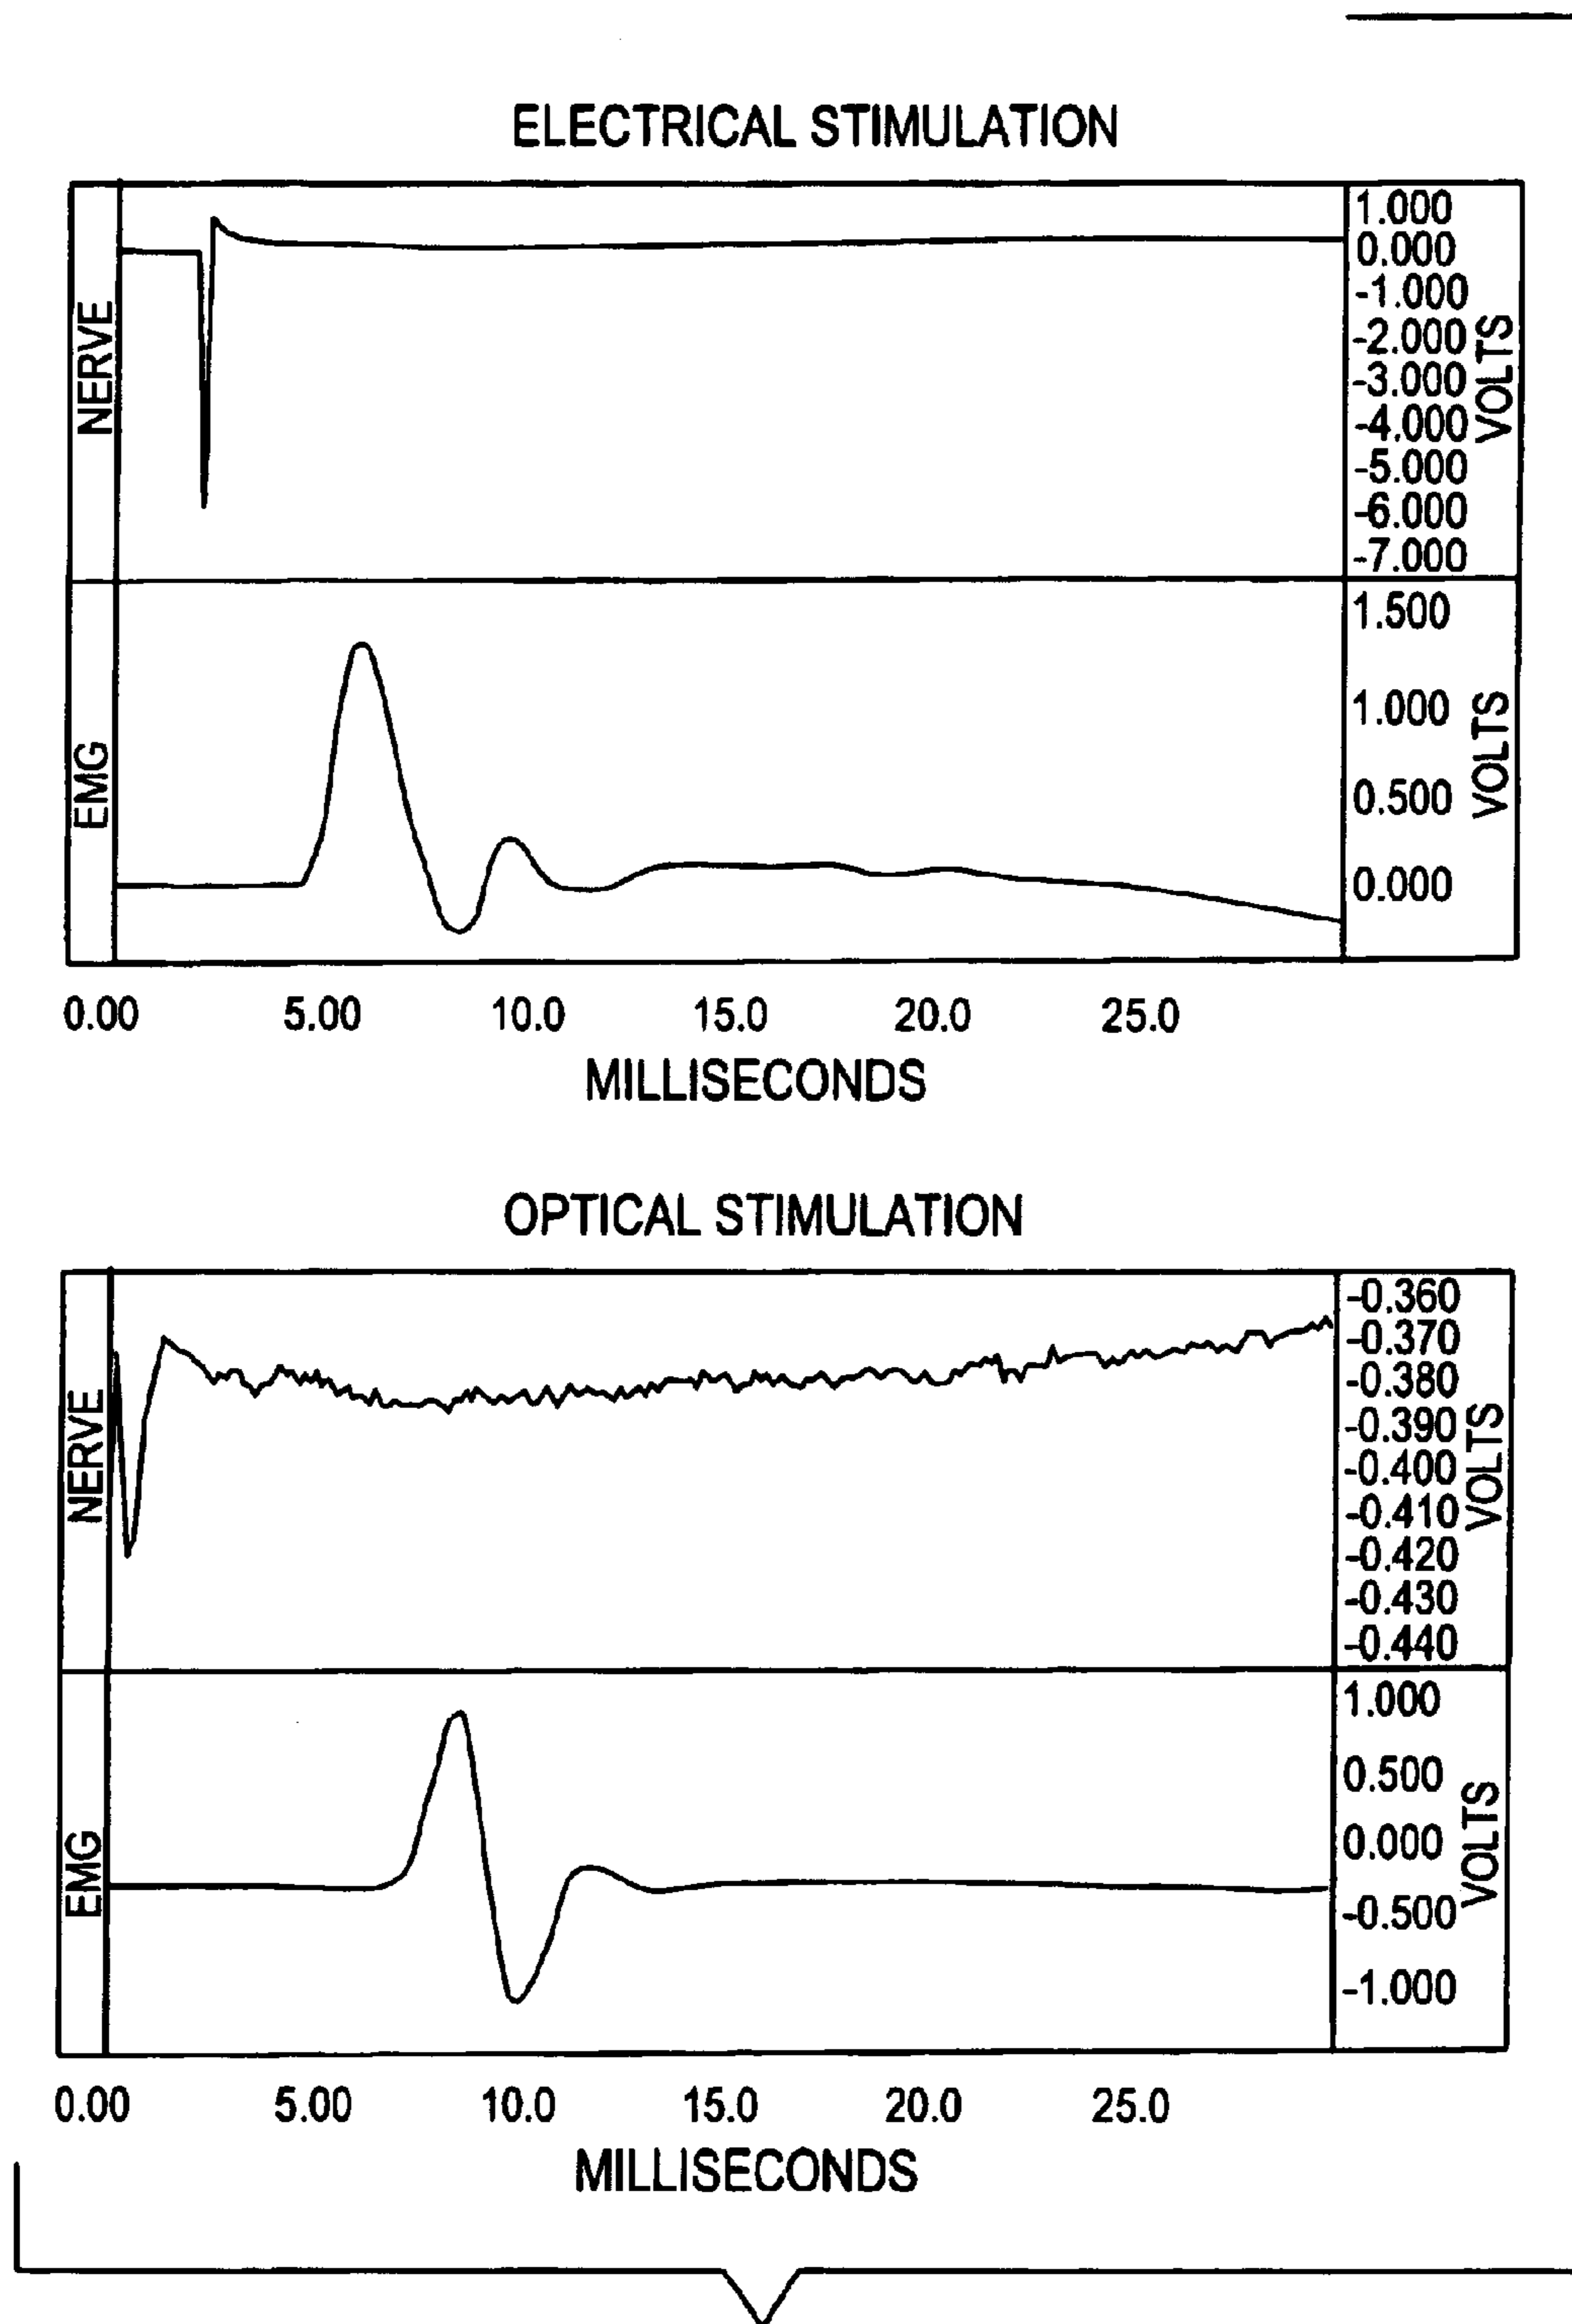 ELECTRICAL STIMULATION
NERVE
1.000
0.000
-1.000
-2.000
-3.000
-4.000
-5.000
-6.000
-7.000
VOLTS
EMG
1.500
1.000
0.500
0.000
VOLTS
0.00 5.00 10.0 15.0 20.0 25.0
MILLISECONDS
OPTICAL STIMULATION
NERVE
-0.360
-0.370
-0.380
-0.390
-0.400
-0.410
-0.420
-0.430
-0.440
VOLTS
EMG
1.000
0.500
0.000
-0.500
-1.000
VOLTS
0.00 5.00 10.0 15.0 20.0 25.0
MILLISECONDS